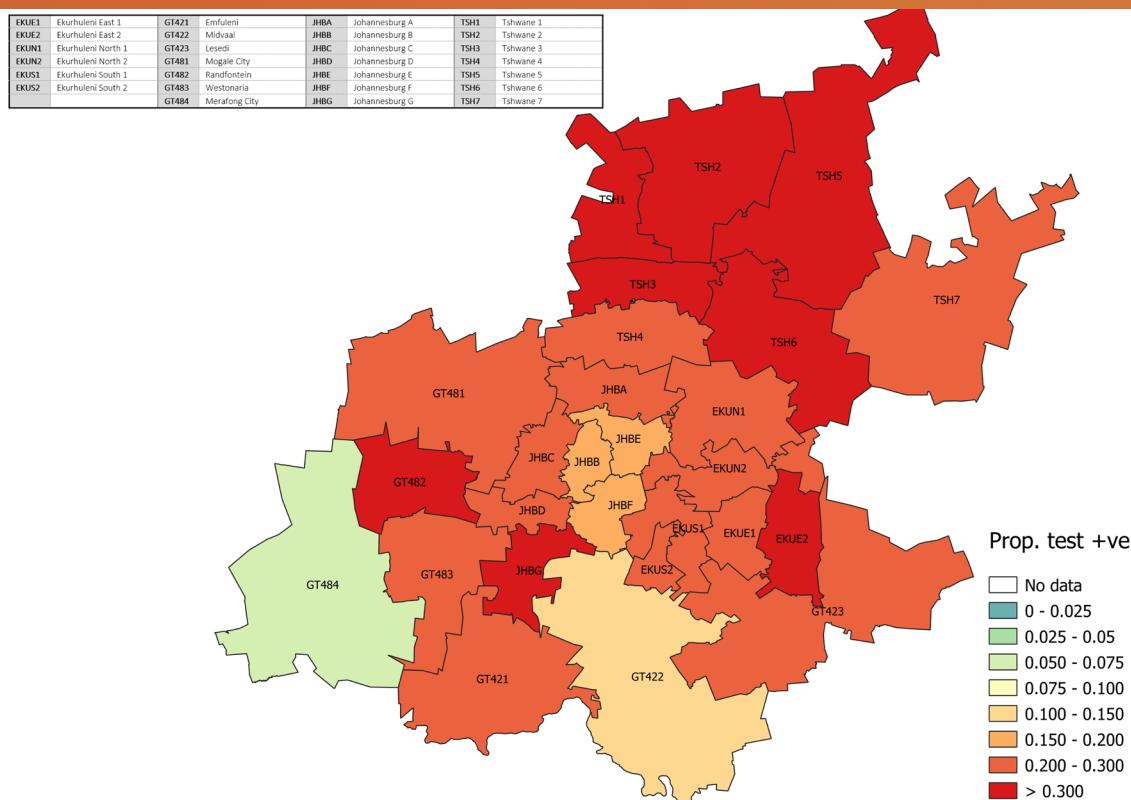 EKUE1 Ekurhuleni East 1 GT421 Emfuleni JHBA Johannesburg A TSH1 Tshwane 1
EKUE2 Ekurhuleni East 2 GT422 Midvaal JHBB Johannesburg B TSH2 Tshwane 2
EKUN1 Ekurhuleni North 1 GT423 Lesedi JHBC Johannesburg C TSH3 Tshwane 3
EKUN2 Ekurhuleni North 2 GT481 Mogale City JHBD Johannesburg D TSH4 Tshwane 4
EKUS1 Ekurhuleni South 1 GT482 Randfontein JHBE Johannesburg E TSH5 Tshwane 5
EKUS2 Ekurhuleni South 2 GT483 Westonaria JHBF Johannesburg F TSH6 Tshwane 6
GT484 Merafong City JHBG Johannesburg G TSH7 Tshwane 7
TSH2
TSH5
TSH1
TSH3
TSH7
TSH4
TSH6
GT481
JHBA
EKUN1
JHBE
JHBC
JHBB
EKUN2
GT482
JHBF
JHBD
EKUS1
EKUE1
EKUE2
JHBG
EKUS2
GT483
GT484
GT423
GT421
GT422
Prop. test +ve
No data
0 - 0.025
0.025 - 0.05
0.050 - 0.075
0.075 - 0.100
0.100 - 0.150
0.150 - 0.200
0.200 - 0.300
> 0.300